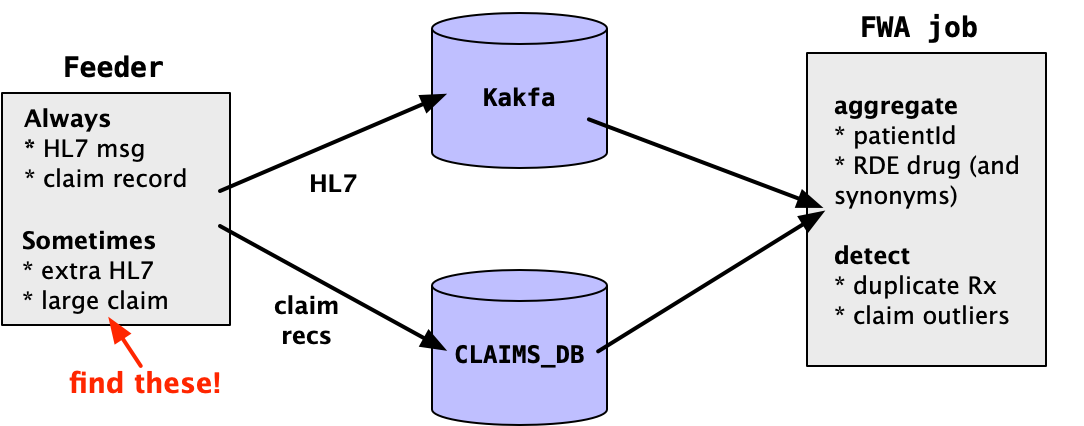 Feeder
Always
* HL7 msg
* claim record
Sometimes
* extra HL7
* large claim
find these!
HL7
claim
recs
Kakfa
CLAIMS_DB
FWA job
aggregate
* patientId
* RDE drug (and
synonyms)
detect
* duplicate Rx
* claim outliers